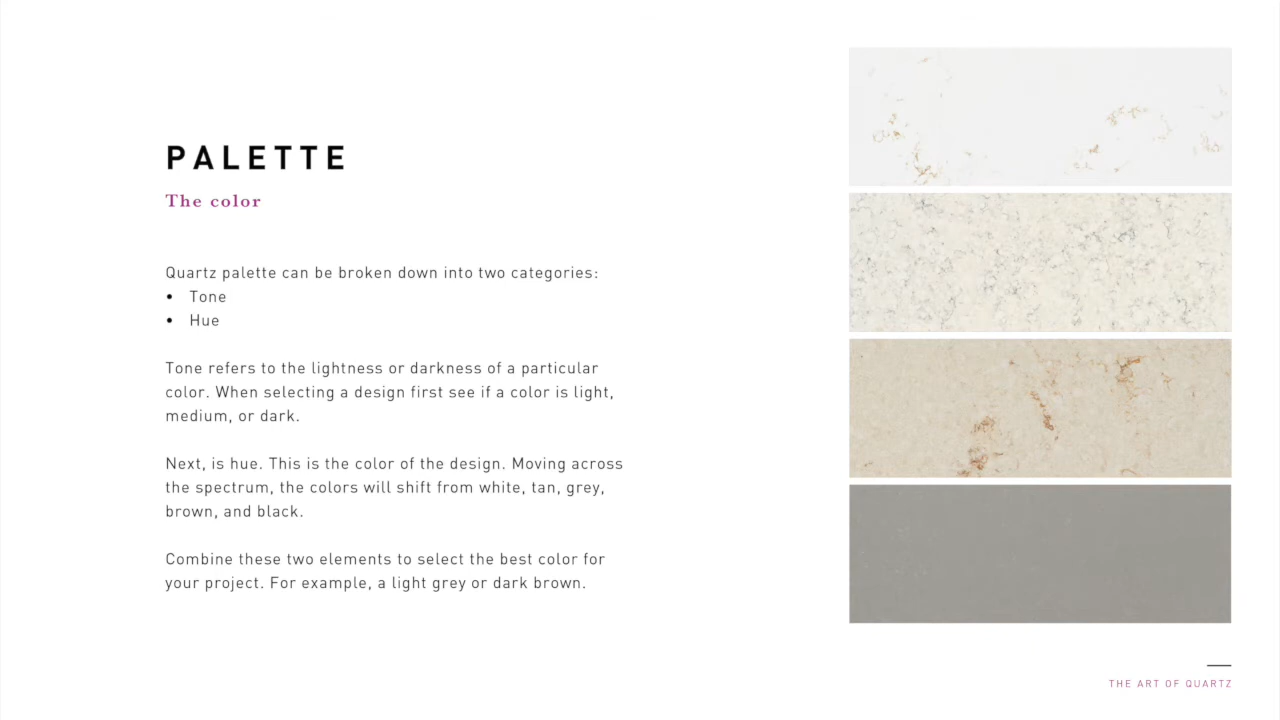 PALETTE
The color
Quartz palette can be broken down into two categories:
• Tone
• Hue
Tone refers to the lightness or darkness of a particular
color. When selecting a design first see if a color is light,
medium, or dark.
Next, is hue. This is the color of the design. Moving across
the spectrum, the colors will shift from white, tan, grey,
brown, and black.
Combine these two elements to select the best color for
your project. For example, a light grey or dark brown.
THE ART OF QUARTZ